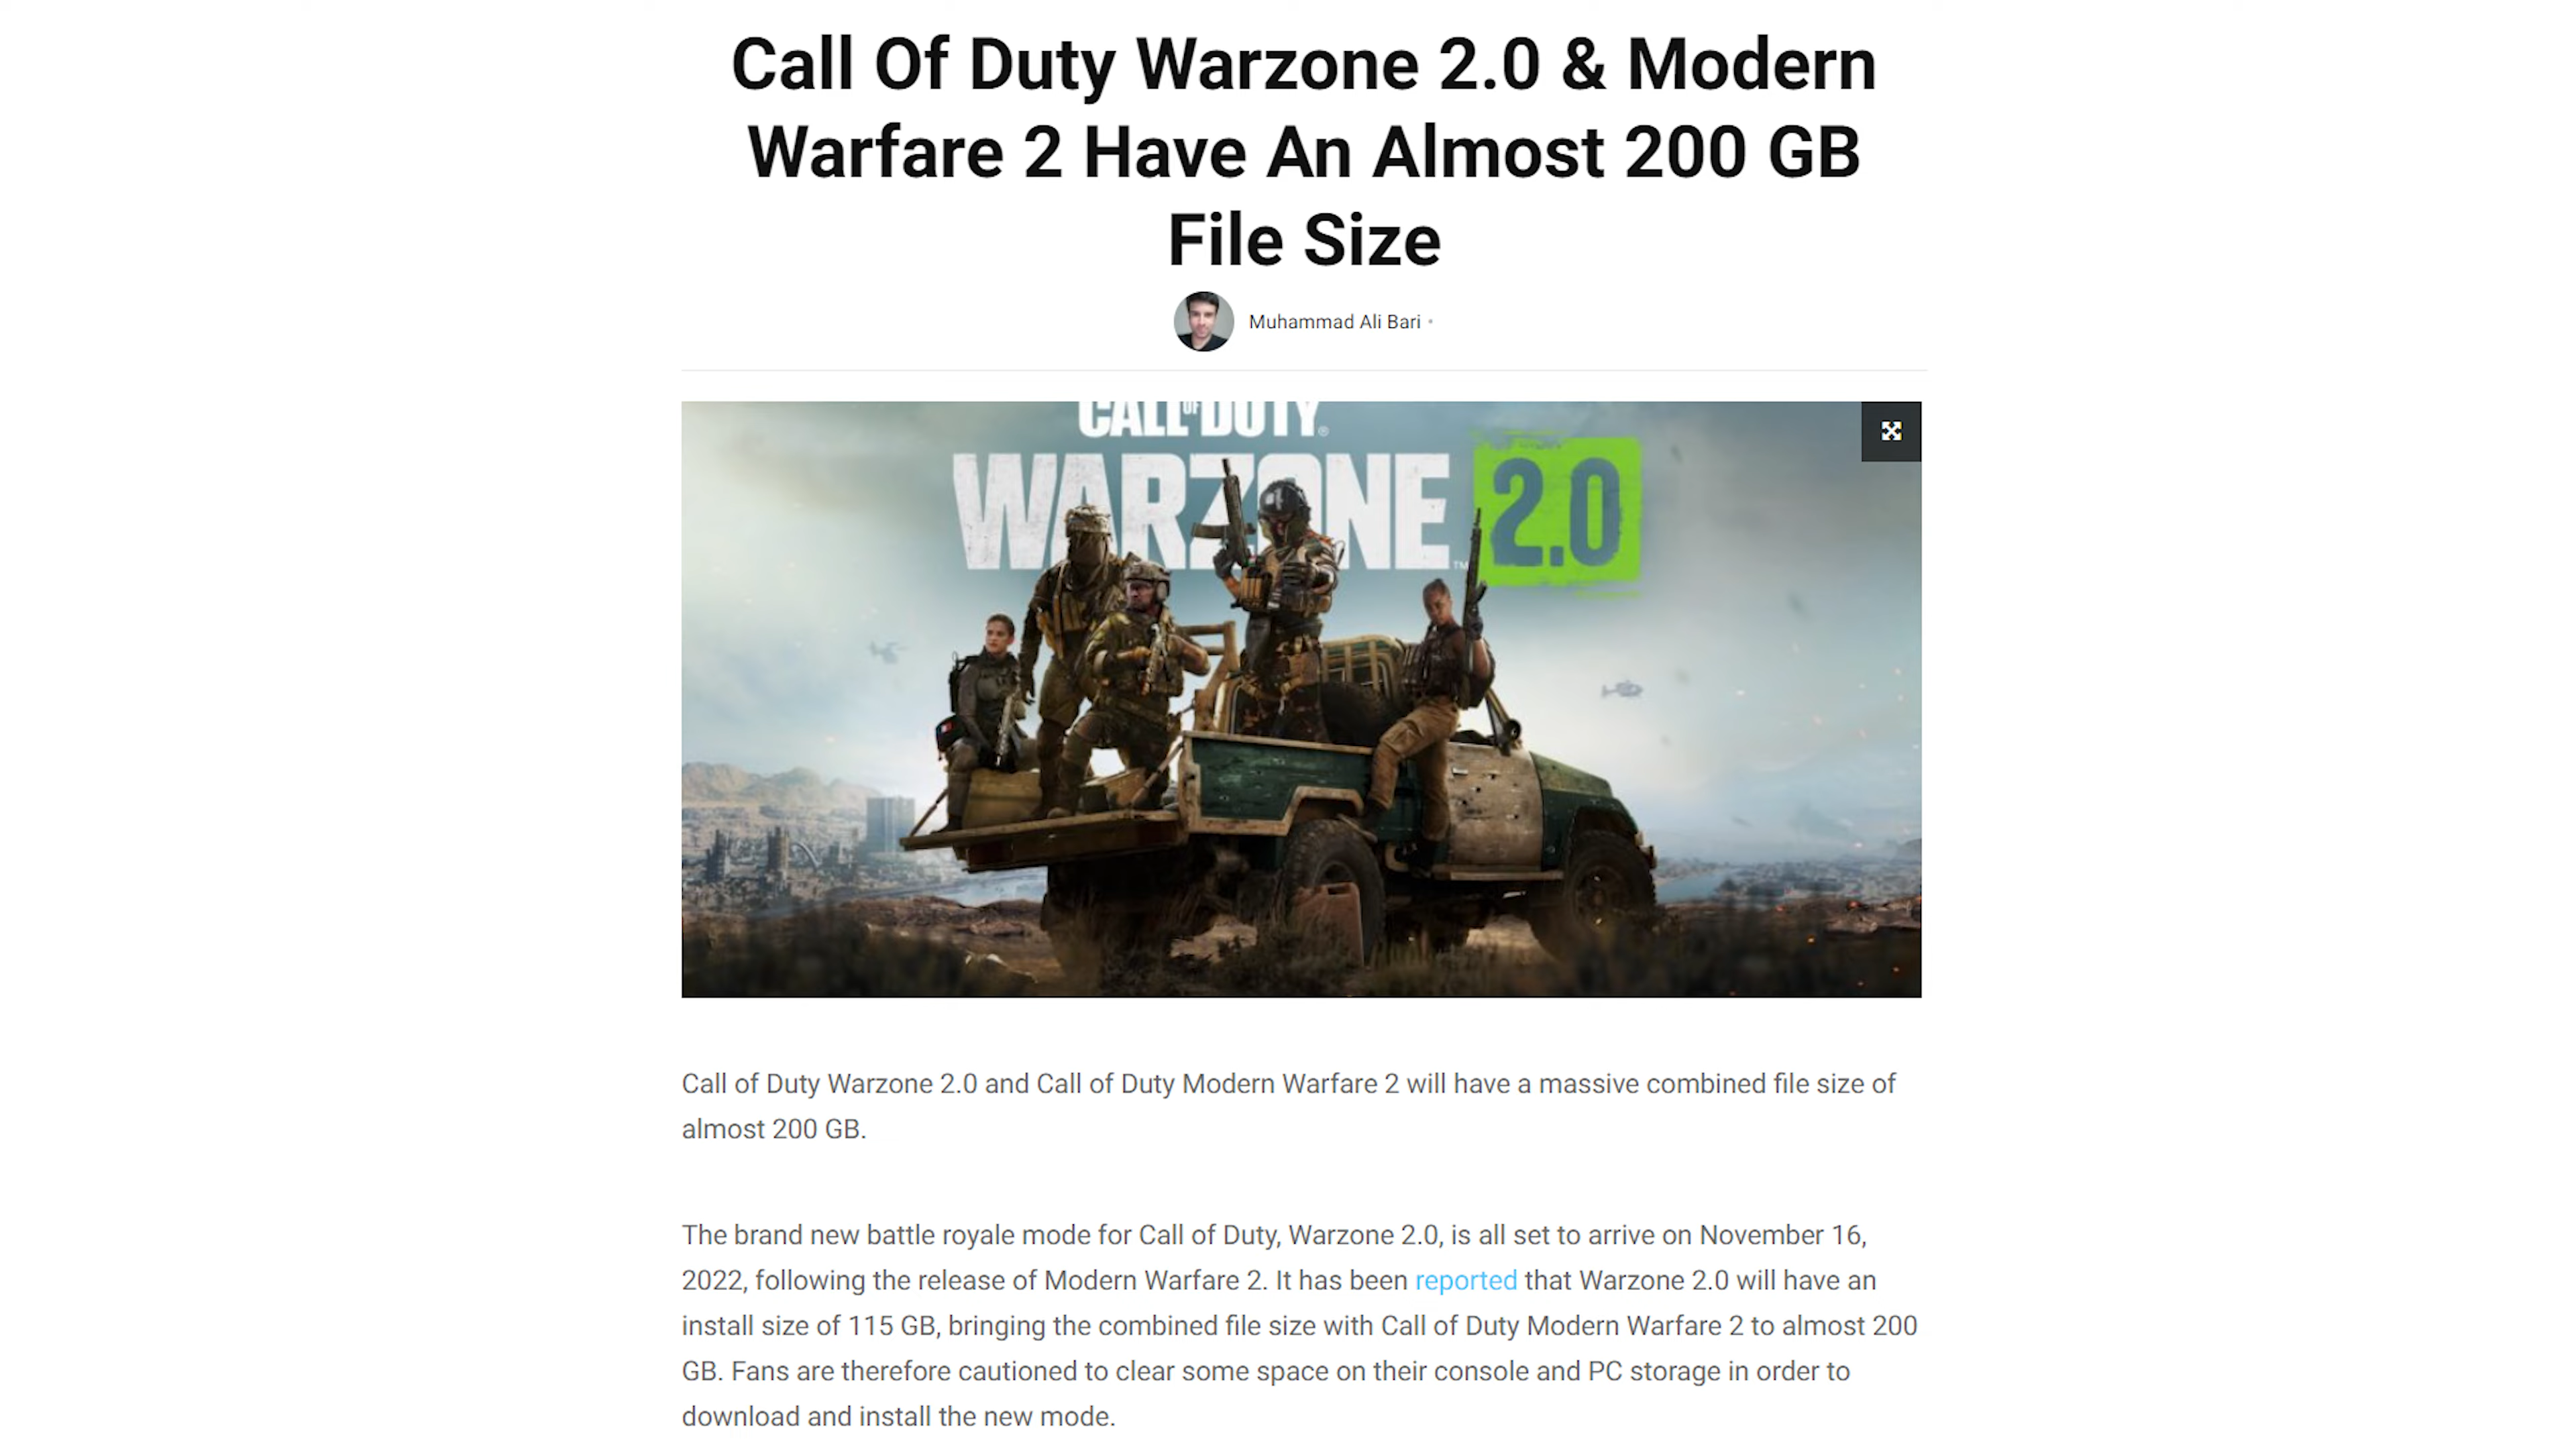 Call Of Duty Warzone 2.0 & Modern
Warfare 2 Have An Almost 200 GB
File Size
Muhammad Ali Bari
CALL OF DUTY®
WARZONE™ 2.0
Call of Duty Warzone 2.0 and Call of Duty Modern Warfare 2 will have a massive combined file size of
almost 200 GB.
The brand new battle royale mode for Call of Duty, Warzone 2.0, is all set to arrive on November 16,
2022, following the release of Modern Warfare 2. It has been reported that Warzone 2.0 will have an
install size of 115 GB, bringing the combined file size with Call of Duty Modern Warfare 2 to almost 200
GB. Fans are therefore cautioned to clear some space on their console and PC storage in order to
download and install the new mode.